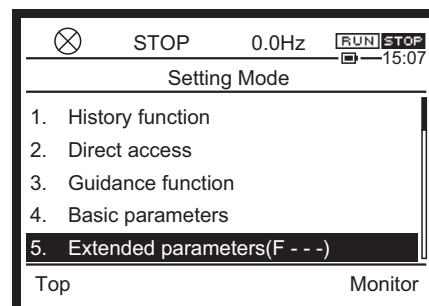 STOP 0.0Hz RUN STOP
15:07
Setting Mode
1. History function
2. Direct access
3. Guidance function
4. Basic parameters
5. Extended parameters(F - - -)
Top Monitor